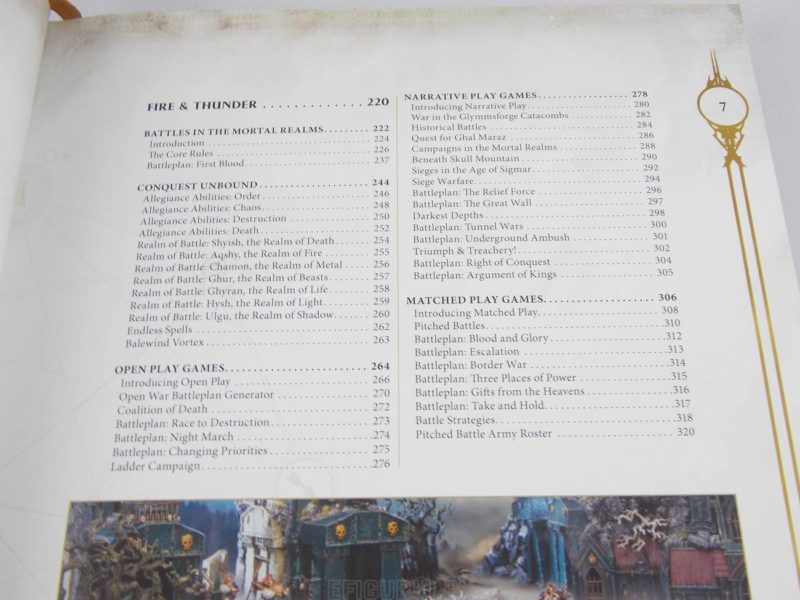 FIRE & THUNDER . . . . . . . . . . . . . 220
BATTLES IN THE MORTAL REALMS. . . . . . . . 222
Introduction . . . . . . . . . . 224
The Core Rules . . . . . . . . . . 226
Battleplan: First Blood. . . . . . . . . . 237
CONQUEST UNBOUND. . . . . . . . . . 244
Allegiance Abilities: Order. . . . . . . . . . 246
Allegiance Abilities: Chaos. . . . . . . . . . 248
Allegiance Abilities: Destruction . . . . . . . . . . 250
Allegiance Abilities: Death. . . . . . . . . . 252
Realm of Battle: Shyish, the Realm of Death. . . . . . . . 254
Realm of Battle: Aqshy, the Realm of Fire . . . . . . . . 255
Realm of Battle: Chamon, the Realm of Metal . . . . . . 256
Realm of Battle: Ghur, the Realm of Beasts. . . . . . . . 257
Realm of Battle: Ghyran, the Realm of Life . . . . . . . . 258
Realm of Battle: Hysh, the Realm of Light. . . . . . . . 259
Realm of Battle: Ulgu, the Realm of Shadow. . . . . . . . 260
Endless Spells . . . . . . . . . . 262
Balewind Vortex. . . . . . . . . . 263
OPEN PLAY GAMES. . . . . . . . . . 264
Introducing Open Play . . . . . . . . . . 266
Open War Battleplan Generator . . . . . . . . . . 270
Coalition of Death . . . . . . . . . . 272
Battleplan: Race to Destruction. . . . . . . . . . 273
Battleplan: Night March . . . . . . . . . . 274
Battleplan: Changing Priorities . . . . . . . . . . 275
Ladder Campaign. . . . . . . . . . 276
NARRATIVE PLAY GAMES. . . . . . . . . . 278
Introducing Narrative Play. . . . . . . . . . 280
War in the Glymmsforge Catacombs . . . . . . . . . . 282
Historical Battles . . . . . . . . . . 284
Quest for Ghal Maraz . . . . . . . . . . 286
Campaigns in the Mortal Realms . . . . . . . . . . 288
Beneath Skull Mountain . . . . . . . . . . 290
Sieges in the Age of Sigmar. . . . . . . . . . 292
Siege Warfare. . . . . . . . . . 294
Battleplan: The Relief Force . . . . . . . . . . 296
Battleplan: The Great Wall . . . . . . . . . . 297
Darkest Depths. . . . . . . . . . 298
Battleplan: Tunnel Wars . . . . . . . . . . 300
Battleplan: Underground Ambush . . . . . . . . . . 301
Triumph & Treachery!. . . . . . . . . . 302
Battleplan: Right of Conquest . . . . . . . . . . 304
Battleplan: Argument of Kings . . . . . . . . . . 305
MATCHED PLAY GAMES. . . . . . . . . . 306
Introducing Matched Play. . . . . . . . . . 308
Pitched Battles. . . . . . . . . . 310
Battleplan: Blood and Glory. . . . . . . . . . 312
Battleplan: Escalation . . . . . . . . . . 313
Battleplan: Border War . . . . . . . . . . 314
Battleplan: Three Places of Power . . . . . . . . . . 315
Battleplan: Gifts from the Heavens . . . . . . . . . . 316
Battleplan: Take and Hold. . . . . . . . . . 317
Battle Strategies. . . . . . . . . . 318
Pitched Battle Army Roster . . . . . . . . . . 320
7